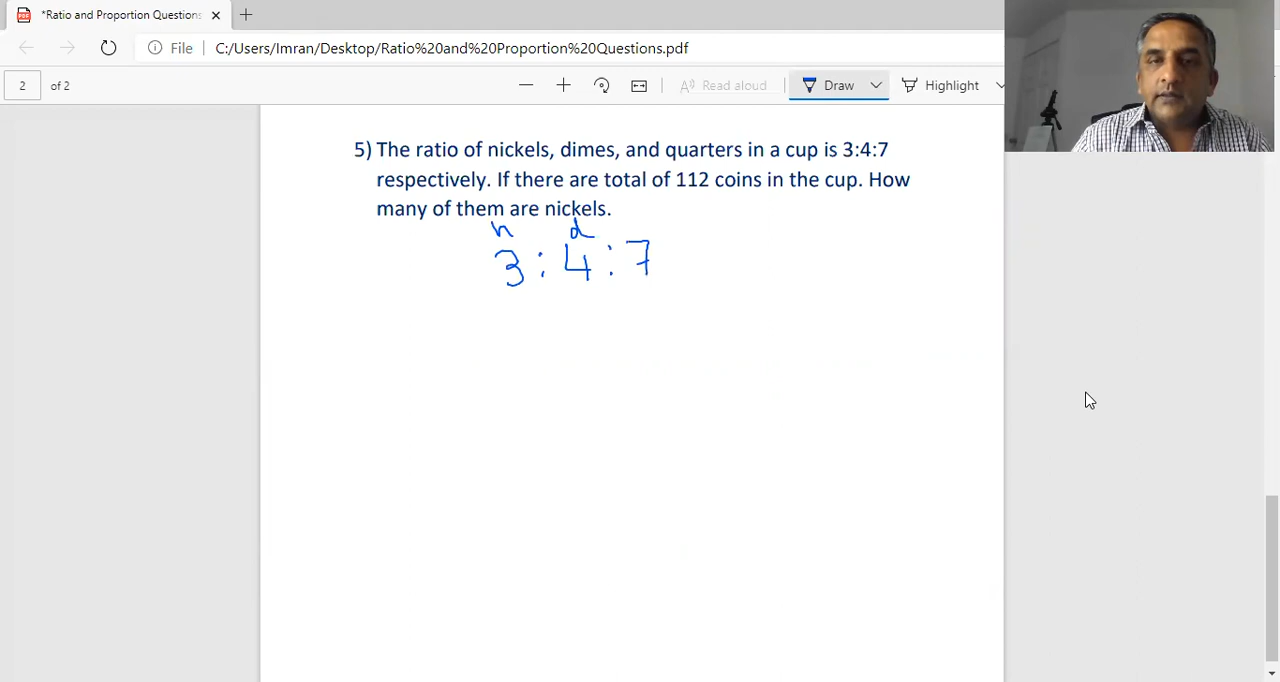 *Ratio and Proportion Questions
File C:/Users/Imran/Desktop/Ratio%20and%20Proportion%20Questions.pdf
2 of 2 Read aloud Draw Highlight
5) The ratio of nickels, dimes, and quarters in a cup is 3:4:7
respectively. If there are total of 112 coins in the cup. How
many of them are nickels.
n d
3 : 4 : 7